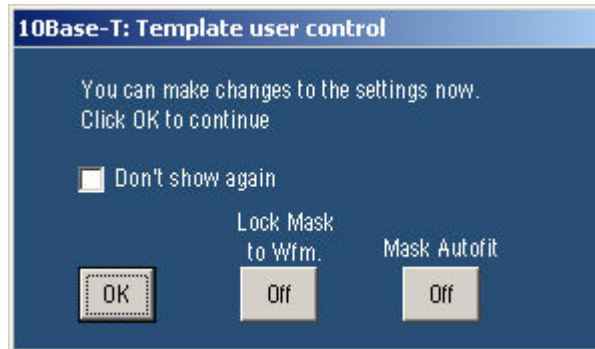 10Base-T: Template user control
You can make changes to the settings now.
Click OK to continue
Don't show again
Lock Mask
to Wfm.
Mask Autofit
OK
Off
Off